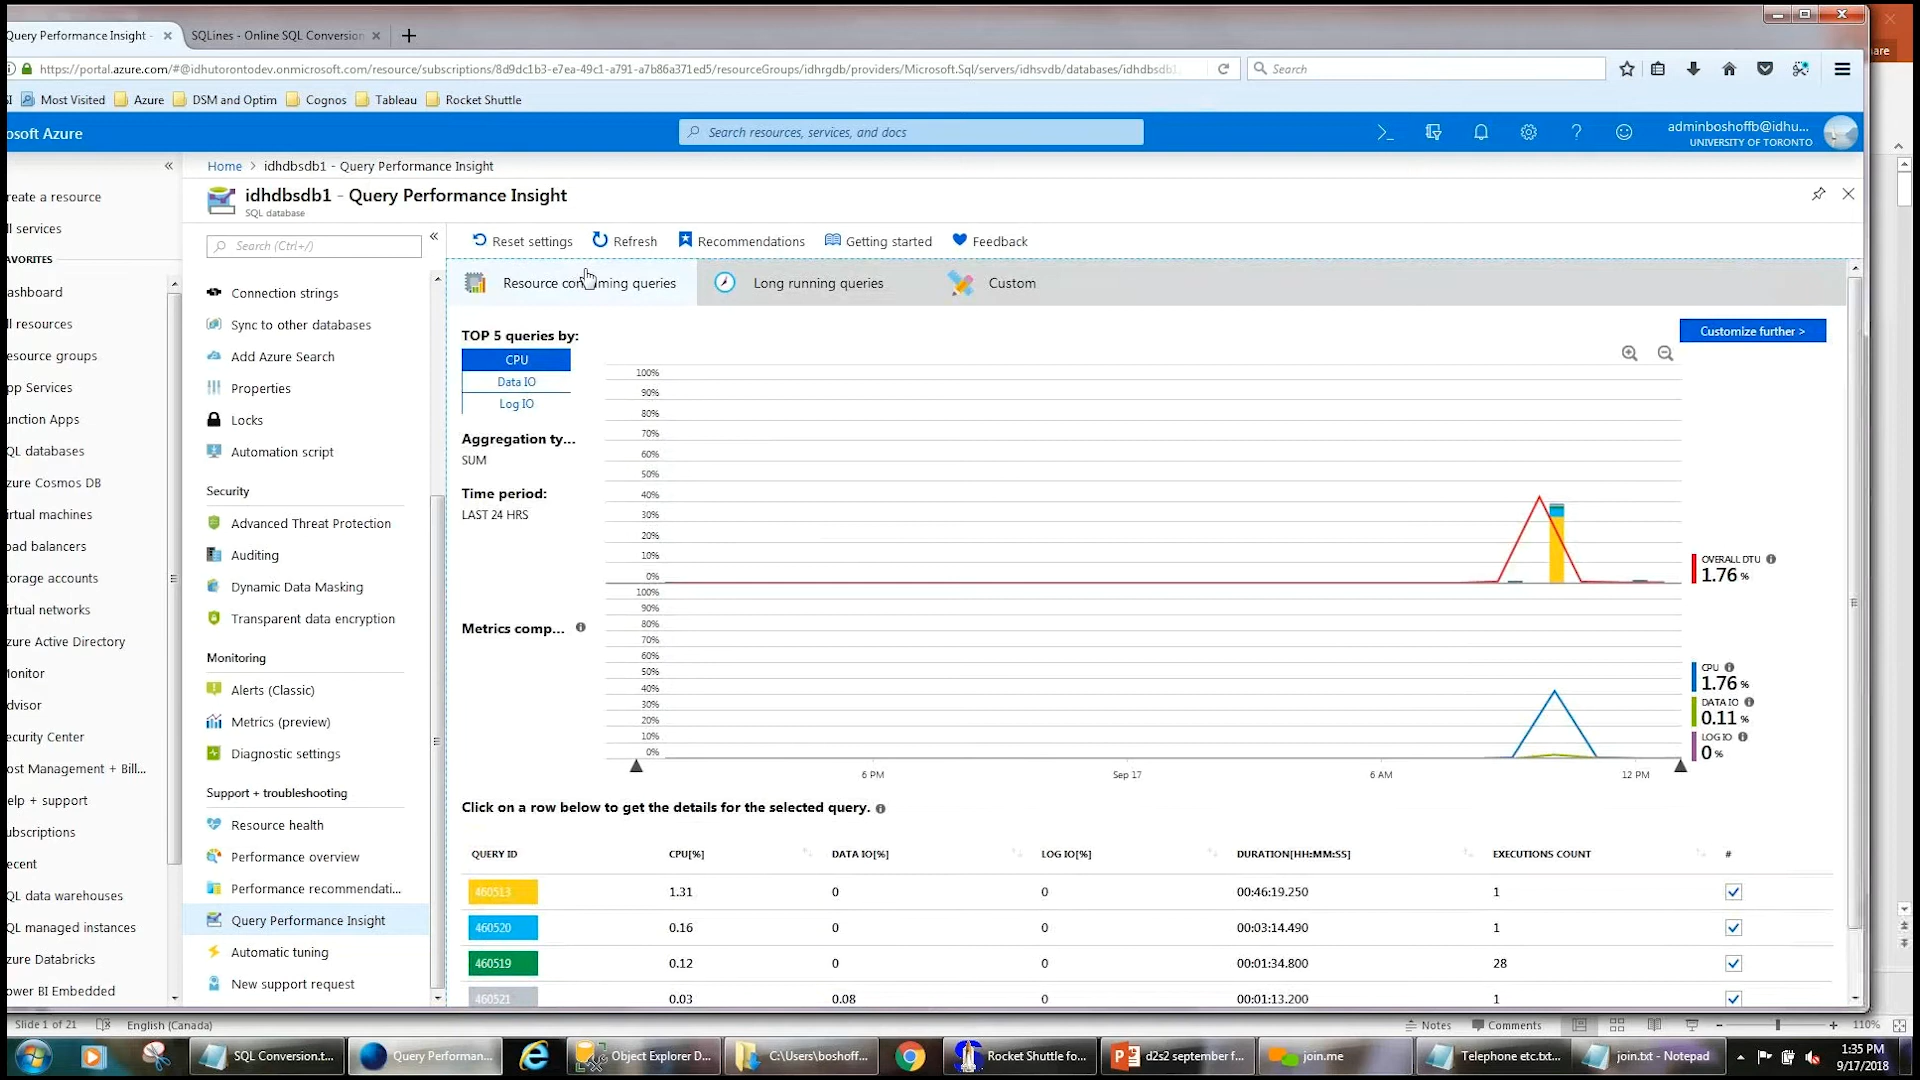 Query Performance Insight -
SQLines - Online SQL Conversion
https://portal.azure.com/#@idhutorontodev.onmicrosoft.com/resource/subscriptions/8d9dc1b3-e7ea-49c1-a791-a7b86a371ed5/resourceGroups/idhrgdb/providers/Microsoft.Sql/servers/idhsvdb/databases/idhdbsdb1
Search
are
Most Visited
Azure
DSM and Optim
Cognos
Tableau
Rocket Shuttle
osoft Azure
Search resources, services, and docs
adminboshoffb@idhu...
UNIVERSITY OF TORONTO
Home > idhdbsdb1 - Query Performance Insight
idhdbsdb1 - Query Performance Insight
SQL database
reate a resource
ll services
AVORITES
ashboard
ll resources
esource groups
pp Services
unction Apps
QL databases
zure Cosmos DB
irtual machines
oad balancers
torage accounts
irtual networks
zure Active Directory
onitor
dvisor
ecurity Center
ost Management + Bill...
elp + support
ubscriptions
ecent
QL data warehouses
QL managed instances
zure Databricks
ower BI Embedded
Search (Ctrl+/)
Connection strings
Sync to other databases
Add Azure Search
Properties
Locks
Automation script
Security
Advanced Threat Protection
Auditing
Dynamic Data Masking
Transparent data encryption
Monitoring
Alerts (Classic)
Metrics (preview)
Diagnostic settings
Support + troubleshooting
Resource health
Performance overview
Performance recommendati...
Query Performance Insight
Automatic tuning
New support request
Reset settings
Refresh
Recommendations
Getting started
Feedback
Resource consuming queries
Long running queries
Custom
Customize further >
TOP 5 queries by:
CPU
Data IO
Log IO
Aggregation ty...
SUM
Time period:
LAST 24 HRS
100%
90%
80%
70%
60%
50%
40%
30%
20%
10%
0%
OVERALL DTU
1.76 %
Metrics comp...
100%
90%
80%
70%
60%
50%
40%
30%
20%
10%
0%
CPU
1.76 %
DATA IO
0.11 %
LOG IO
0 %
6 PM
Sep 17
6 AM
12 PM
Click on a row below to get the details for the selected query.
QUERY ID CPU[%] DATA IO[%] LOG IO[%] DURATION[HH:MM:SS] EXECUTIONS COUNT #
460513 1.31 0 0 00:46:19.250 1
460520 0.16 0 0 00:03:14.490 1
460519 0.12 0 0 00:01:34.800 28
460521 0.03 0.08 0 00:01:13.200 1
Slide 1 of 21
English (Canada)
Notes
Comments
110%
SQL Conversion.t...
Query Performan...
Object Explorer D...
C:\Users\boshoff...
Rocket Shuttle fo...
d2s2 september f...
join.me
Telephone etc.txt...
join.txt - Notepad
1:35 PM
9/17/2018